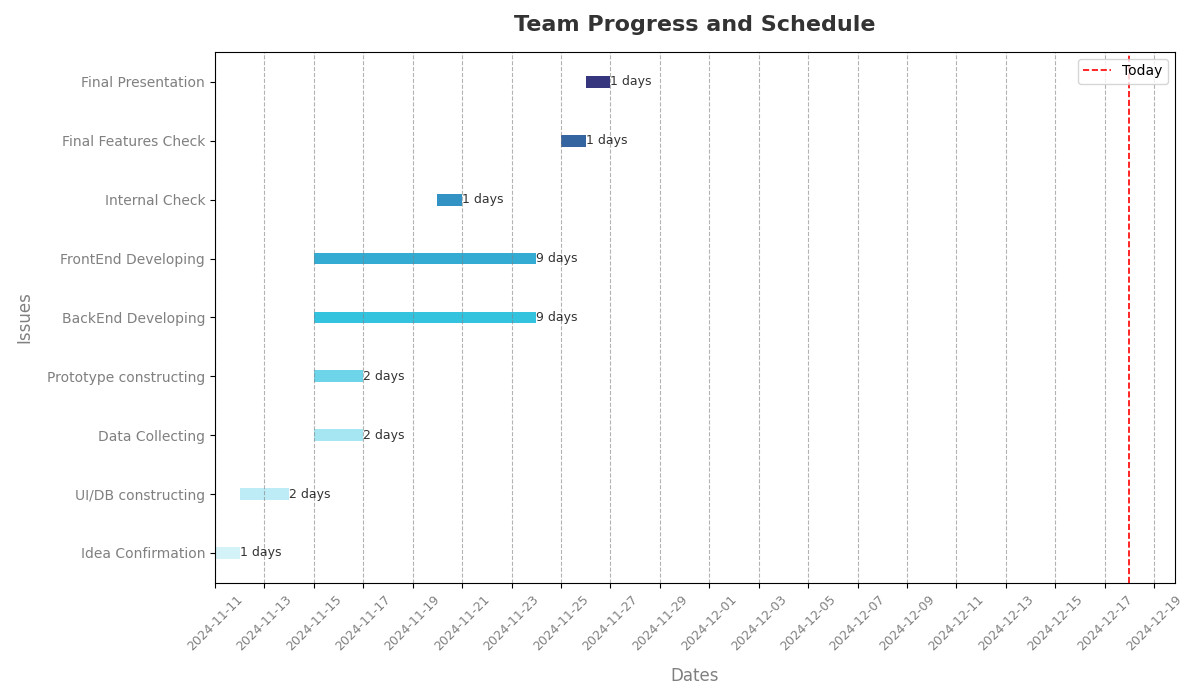 Team Progress and Schedule
Today
Final Presentation
1 days
Final Features Check
1 days
Internal Check
1 days
FrontEnd Developing
9 days
BackEnd Developing
9 days
Prototype constructing
2 days
Data Collecting
2 days
UI/DB constructing
2 days
Idea Confirmation
1 days
Issues
2024-11-11
2024-11-13
2024-11-15
2024-11-17
2024-11-19
2024-11-21
2024-11-23
2024-11-25
2024-11-27
2024-11-29
2024-12-01
2024-12-03
2024-12-05
2024-12-07
2024-12-09
2024-12-11
2024-12-13
2024-12-15
2024-12-17
2024-12-19
Dates